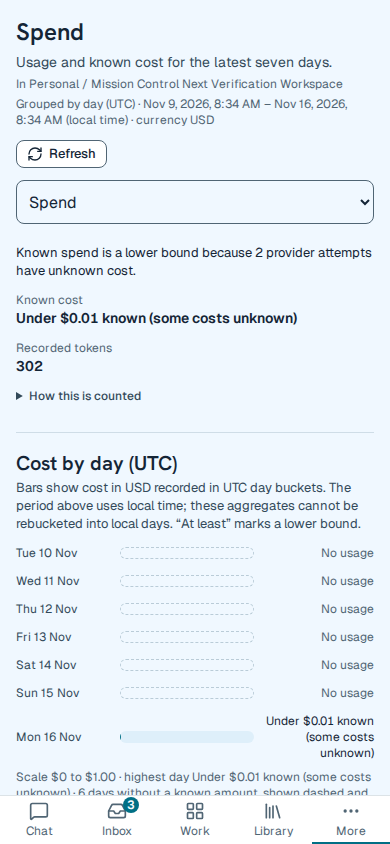 Spend
Usage and known cost for the latest seven days.
In Personal / Mission Control Next Verification Workspace
Grouped by day (UTC) · Nov 9, 2026, 8:34 AM – Nov 16, 2026,
8:34 AM (local time) · currency USD
Refresh
Spend
Known spend is a lower bound because 2 provider attempts
have unknown cost.
Known cost
Under $0.01 known (some costs unknown)
Recorded tokens
302
How this is counted
Cost by day (UTC)
Bars show cost in USD recorded in UTC day buckets. The
period above uses local time; these aggregates cannot be
rebucketed into local days. “At least” marks a lower bound.
Tue 10 Nov No usage
Wed 11 Nov No usage
Thu 12 Nov No usage
Fri 13 Nov No usage
Sat 14 Nov No usage
Sun 15 Nov No usage
Mon 16 Nov Under $0.01 known
(some costs
unknown)
Scale $0 to $1.00 · highest day Under $0.01 known (some costs
unknown) · 6 days without a known amount, shown dashed and
3
Chat Inbox Work Library More